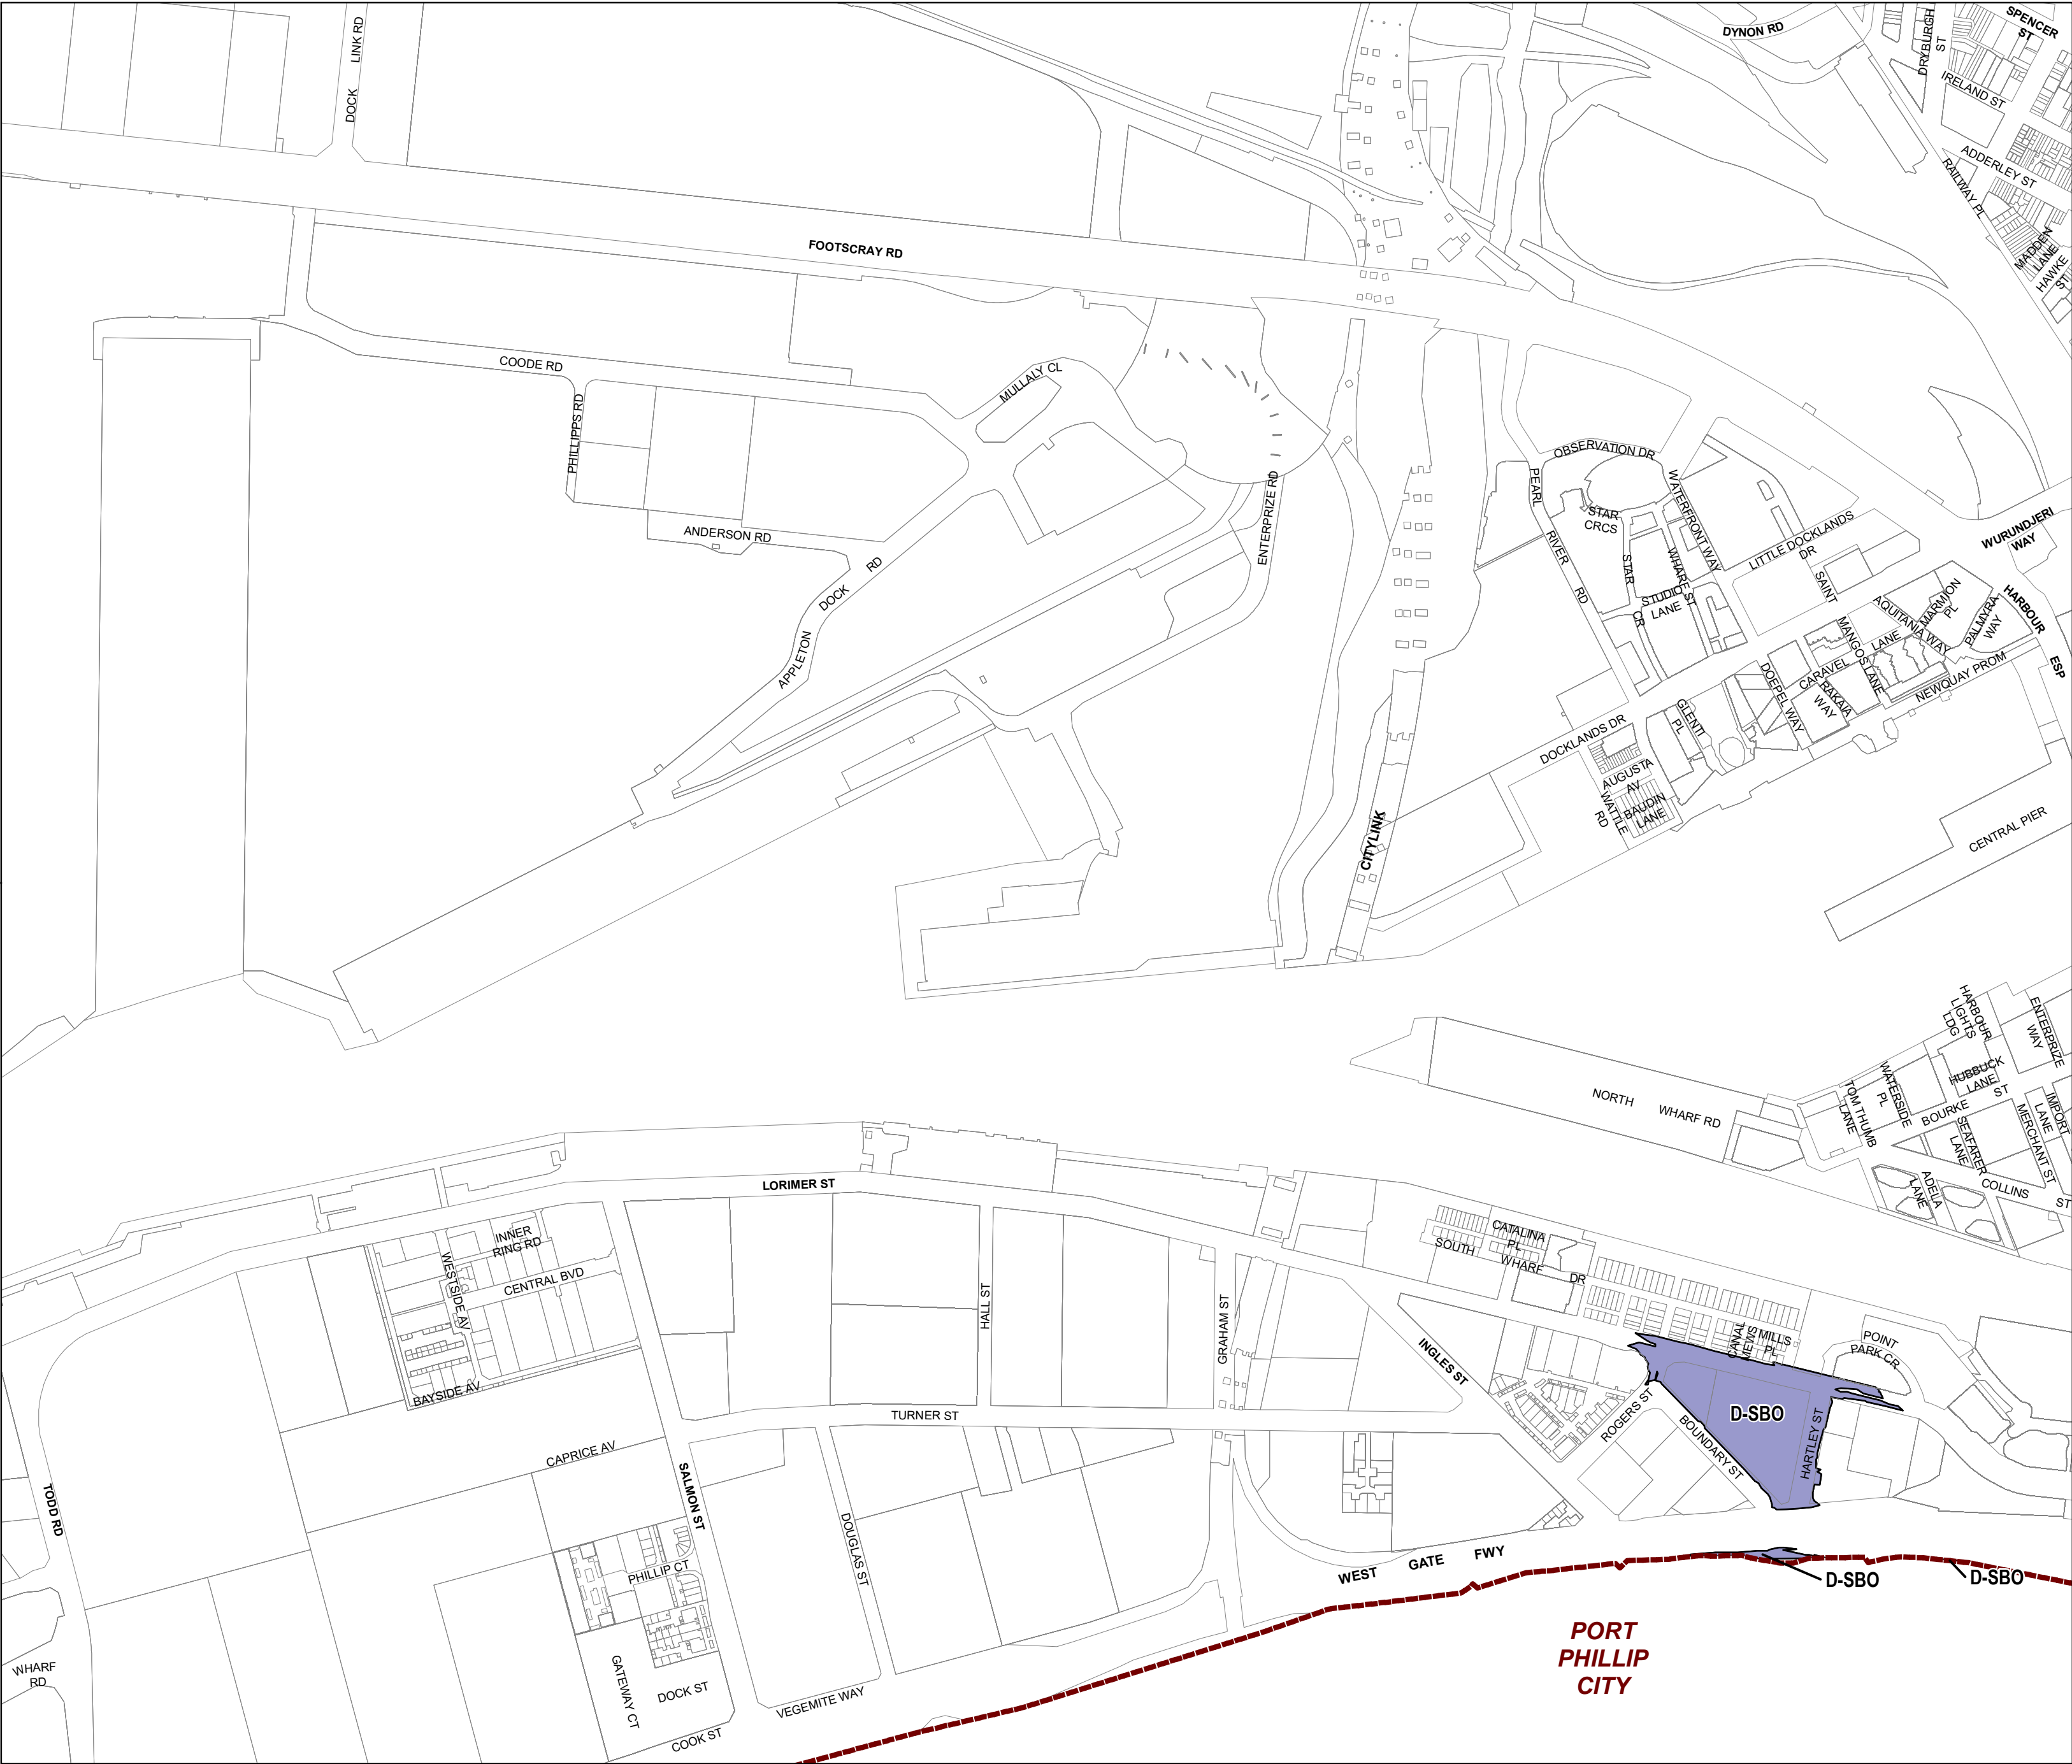 DOCK LINK RD
DYNON RD
DRYBURGH
ST
SPENCER
ST
IRELAND ST
ADDERLEY ST
RAILWAY PL
MADDEN
LANE
HAWKE
ST
FOOTSCRAY RD
COODE RD
MULLALY CL
PHILLIPPS RD
ANDERSON RD
ENTERPRIZE RD
APPLETON DOCK RD
OBSERVATION DR
PEARL RIVER RD
WATERFRONT WAY
STAR
CRCS
STAR CR
WHARF ST
STUDIO
LANE
LITTLE DOCKLANDS
DR
WURUNDJERI
WAY
SAINT
MANGOS LANE
AQUITANIA WAY
MARMION
PL
PALMYRA
WAY
HARBOUR ESP
CARAVEL LANE
RAKAIA
WAY
NEWQUAY PROM
DOEPEL WAY
GLENTI
PL
DOCKLANDS DR
AUGUSTA
AV
WATTLE
RD
BAUDIN
LANE
CITYLINK
CENTRAL PIER
HARBOUR
LIGHTS
LDG
ENTERPRIZE
WAY
HUBBUCK
LANE
WATERSIDE
PL
TOM THUMB
LANE
BOURKE ST
SEAFARER
LANE
MERCHANT ST
IMPORT
LANE
NORTH WHARF RD
ADELA
LANE
COLLINS ST
LORIMER ST
INNER
RING RD
WESTSIDE AV
CENTRAL BVD
BAYSIDE AV
HALL ST
GRAHAM ST
CATALINA
PL
SOUTH WHARF DR
INGLES ST
CANAL
MEWS
MILLS
PL
POINT
PARK CR
ROGERS ST
BOUNDARY ST
D-SBO
HARTLEY ST
TURNER ST
CAPRICE AV
SALMON ST
TODD RD
DOUGLAS ST
PHILLIP CT
WEST GATE FWY
D-SBO
D-SBO
PORT
PHILLIP
CITY
WHARF
RD
GATEWAY CT
DOCK ST
VEGEMITE WAY
COOK ST